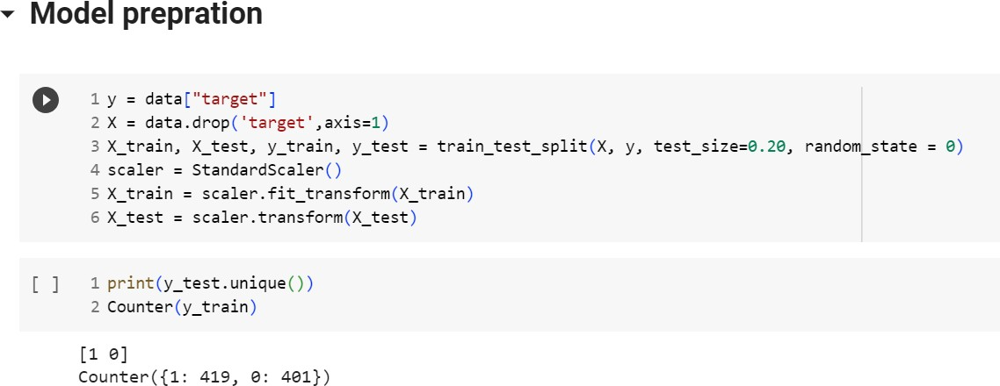 Model prepration
1 y = data["target"]
2 X = data.drop('target',axis=1)
3 X_train, X_test, y_train, y_test = train_test_split(X, y, test_size=0.20, random_state = 0)
4 scaler = StandardScaler()
5 X_train = scaler.fit_transform(X_train)
6 X_test = scaler.transform(X_test)
[ ] 1 print(y_test.unique())
2 Counter(y_train)
[1 0]
Counter({1: 419, 0: 401})